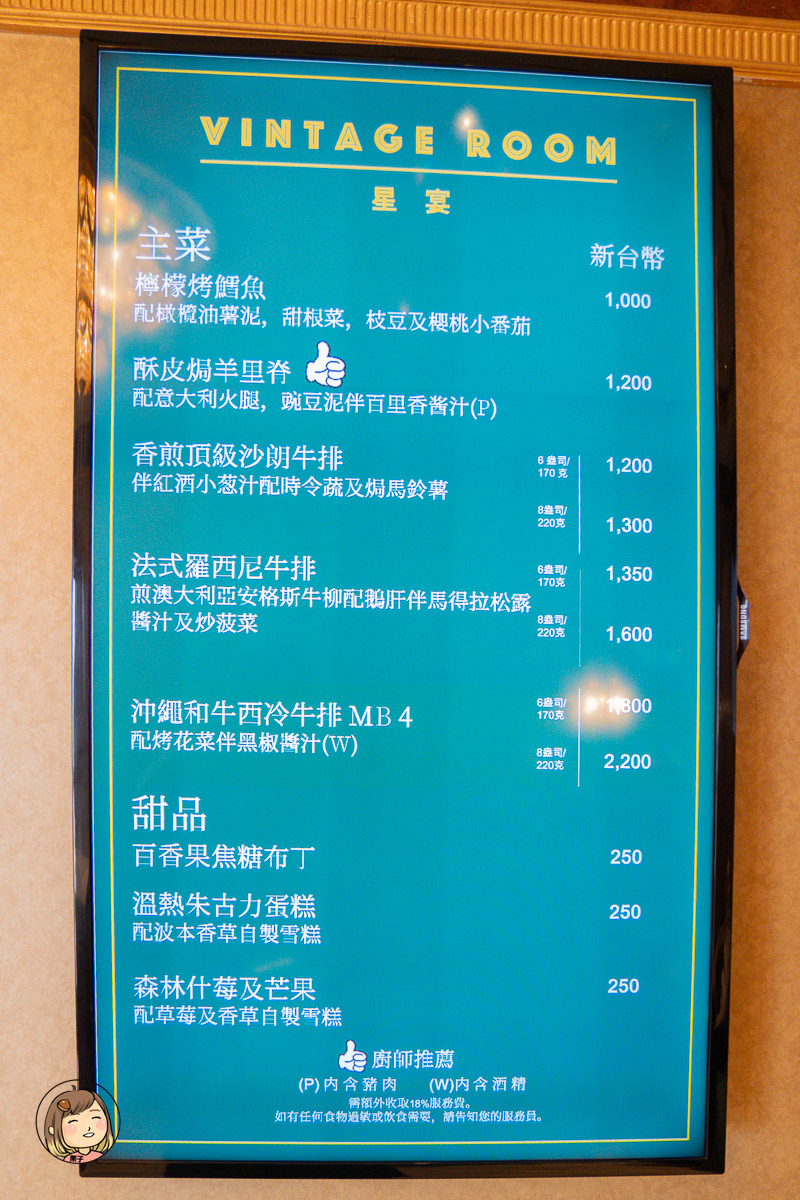 VINTAGE ROOM
星宴
主菜 新台幣
檸檬烤鱈魚 1,000
配橄欖油薯泥，甜根菜，枝豆及櫻桃小番茄
酥皮焗羊里脊 1,200
配意大利火腿，豌豆泥伴百里香酱汁(P)
香煎頂級沙朗牛排 6 盎司/170 克 1,200
伴紅酒小葱汁配時令蔬及焗馬鈴薯
8盎司/220克 1,300
法式羅西尼牛排 6盎司/170克 1,350
煎澳大利亞安格斯牛柳配鵝肝伴馬得拉松露
醬汁及炒菠菜 8盎司/220克 1,600
沖繩和牛西冷牛排 MB 4 6盎司/170克 1,800
配烤花菜伴黑椒醬汁(W)
8盎司/220克 2,200
甜品
百香果焦糖布丁 250
溫熱朱古力蛋糕 250
配波本香草自製雪糕
森林什莓及芒果 250
配草莓及香草自製雪糕
廚師推薦
(P)內含豬肉 (W)內含酒精
需額外收取18%服務費。
如有任何食物過敏或飲食需要，請告知您的服務員。
SAMSUNG